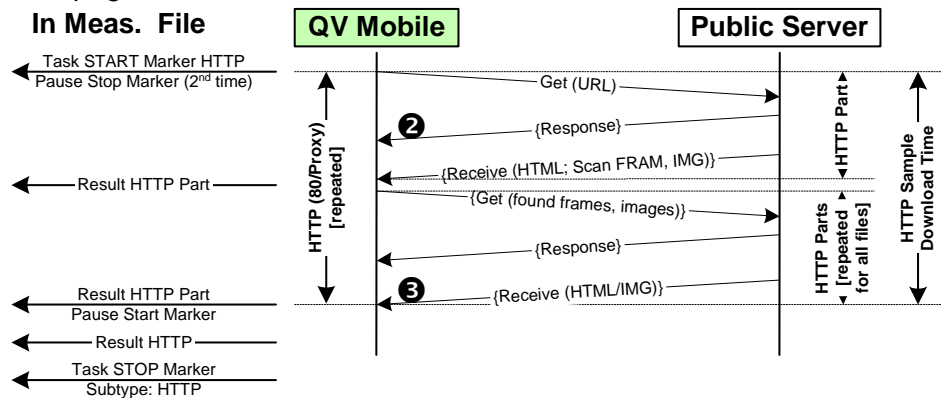 In Meas. File
QV Mobile
Public Server
Task START Marker HTTP
Pause Stop Marker (2nd time)
Get (URL)
❷
{Response}
{Receive (HTML; Scan FRAM, IMG)}
Result HTTP Part
{Get (found frames, images)}
{Response}
❸
{Receive (HTML/IMG)}
Result HTTP Part
Pause Start Marker
Result HTTP
Task STOP Marker
Subtype: HTTP
HTTP (80/Proxy)
[repeated]
HTTP Part
HTTP Parts
[repeated
for all files]
HTTP Sample
Download Time